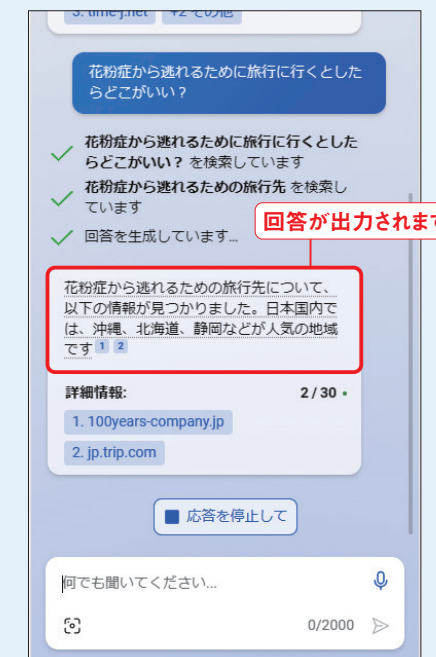 3. time-j.net +2 その他
花粉症から逃れるために旅行に行くとした
らどこがいい？
花粉症から逃れるために旅行に行くとした
らどこがいい？ を検索しています
花粉症から逃れるための旅行先 を検索し
ています
回答が出力されます
回答を生成しています...
花粉症から逃れるための旅行先について、
以下の情報が見つかりました。日本国内で
は、沖縄、北海道、静岡などが人気の地域
です 1 2
詳細情報: 2 / 30
1. 100years-company.jp
2. jp.trip.com
応答を停止して
何でも聞いてください...
0/2000